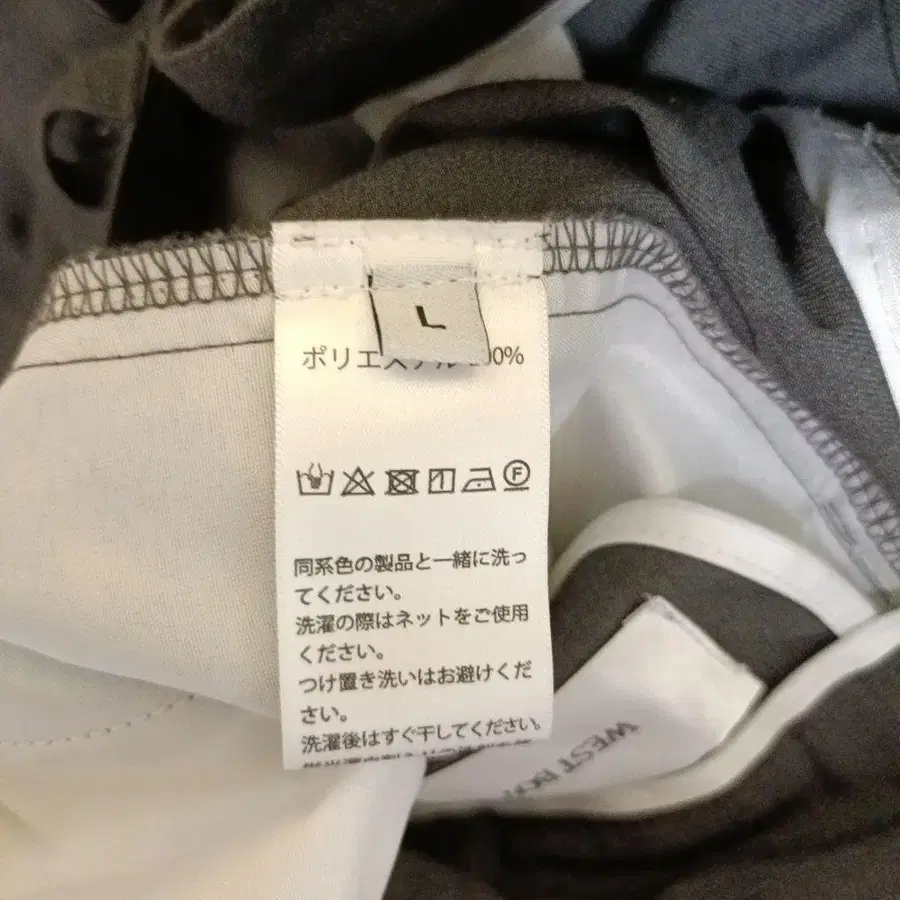 L
ポリエステル 100%
F
同系色の製品と一緒に洗っ
てください。
洗濯の際はネットをご使用
ください。
つけ置き洗いはお避けくだ
さい。
洗濯後はすぐ干してください。
WEST